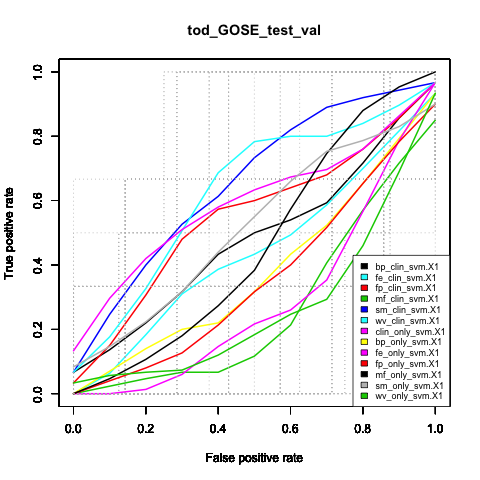 tod_GOSE_test_val
True positive rate
1.0
0.8
0.6
0.4
0.2
0.0
0.0 0.2 0.4 0.6 0.8 1.0
False positive rate
bp_clin_svm.X1
fe_clin_svm.X1
fp_clin_svm.X1
mf_clin_svm.X1
sm_clin_svm.X1
wv_clin_svm.X1
clin_only_svm.X1
bp_only_svm.X1
fe_only_svm.X1
fp_only_svm.X1
mf_only_svm.X1
sm_only_svm.X1
wv_only_svm.X1